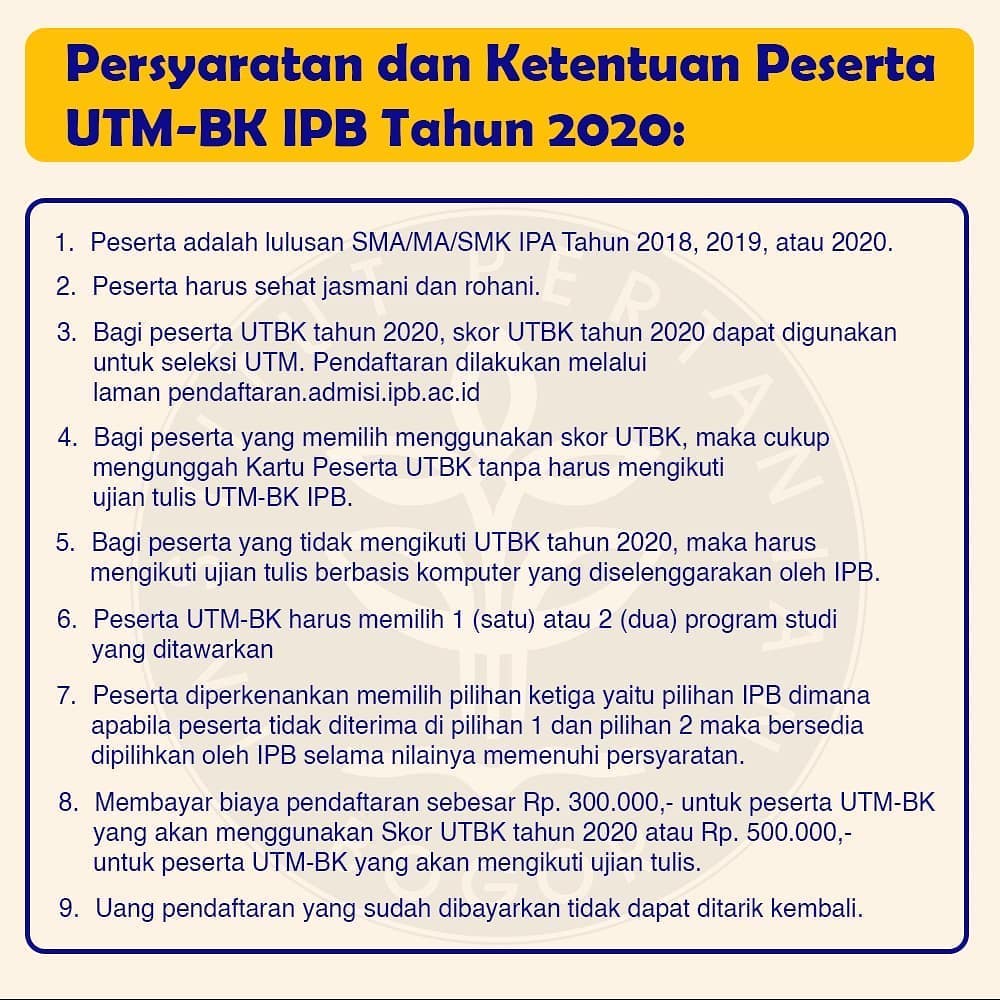 Persyaratan dan Ketentuan Peserta
UTM-BK IPB Tahun 2020:
1. Peserta adalah lulusan SMA/MA/SMK IPA Tahun 2018, 2019, atau 2020.
2. Peserta harus sehat jasmani dan rohani.
3. Bagi peserta UTBK tahun 2020, skor UTBK tahun 2020 dapat digunakan
untuk seleksi UTM. Pendaftaran dilakukan melalui
laman pendaftaran.admisi.ipb.ac.id
4. Bagi peserta yang memilih menggunakan skor UTBK, maka cukup
mengunggah Kartu Peserta UTBK tanpa harus mengikuti
ujian tulis UTM-BK IPB.
5. Bagi peserta yang tidak mengikuti UTBK tahun 2020, maka harus
mengikuti ujian tulis berbasis komputer yang diselenggarakan oleh IPB.
6. Peserta UTM-BK harus memilih 1 (satu) atau 2 (dua) program studi
yang ditawarkan
7. Peserta diperkenankan memilih pilihan ketiga yaitu pilihan IPB dimana
apabila peserta tidak diterima di pilihan 1 dan pilihan 2 maka bersedia
dipilihkan oleh IPB selama nilainya memenuhi persyaratan.
8. Membayar biaya pendaftaran sebesar Rp. 300.000,- untuk peserta UTM-BK
yang akan menggunakan Skor UTBK tahun 2020 atau Rp. 500.000,-
untuk peserta UTM-BK yang akan mengikuti ujian tulis.
9. Uang pendaftaran yang sudah dibayarkan tidak dapat ditarik kembali.